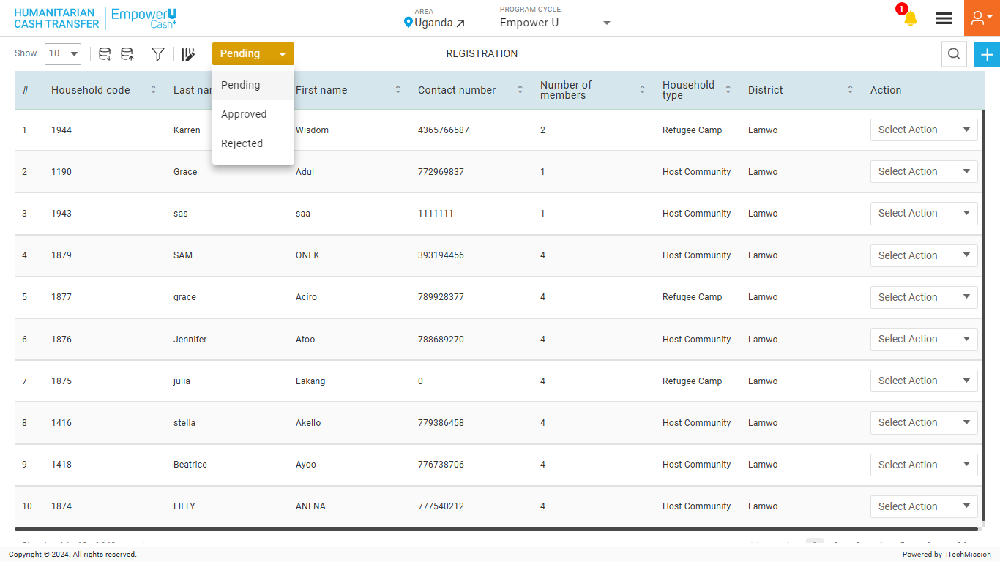 HUMANITARIAN
CASH TRANSFER
EmpowerU
Cash+
AREA
Uganda
PROGRAM CYCLE
Empower U
1
Show
10
Pending
REGISTRATION
Pending
Approved
Rejected
# Household code First name Contact number Number of members Household type District Action
1 1944 Karren Wisdom 4365766587 2 Refugee Camp Lamwo Select Action
2 1190 Grace Adul 772969837 1 Host Community Lamwo Select Action
3 1943 sas saa 1111111 1 Host Community Lamwo Select Action
4 1879 SAM ONEK 393194456 4 Host Community Lamwo Select Action
5 1877 grace Aciro 789928377 4 Refugee Camp Lamwo Select Action
6 1876 Jennifer Atoo 788689270 4 Host Community Lamwo Select Action
7 1875 julia Lakang 0 4 Refugee Camp Lamwo Select Action
8 1416 stella Akello 779386458 4 Host Community Lamwo Select Action
9 1418 Beatrice Ayoo 776738706 4 Host Community Lamwo Select Action
10 1874 LILLY ANENA 777540212 4 Host Community Lamwo Select Action
Copyright © 2024. All rights reserved.
Powered by iTechMission